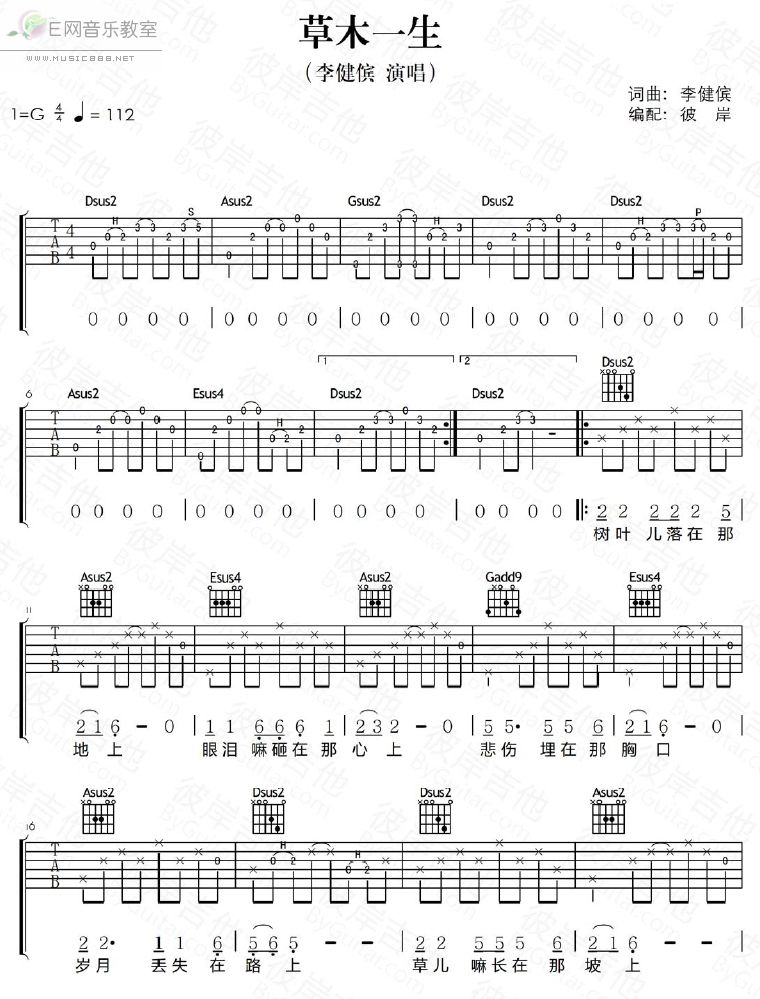 E网音乐教室
www.music888.net
草木一生
（李健傧 演唱）
1=G 4/4 ♩= 112
词曲：李健傧
编配：彼 岸
Dsus2 Asus2 Gsus2 Dsus2 Dsus2
H S H H P
T A B 4 4
0 0 0 0 | 0 0 0 0 | 0 0 0 0 | 0 0 0 0 | 0 0 0 0 |
1. 2. Dsus2
6 Asus2 Esus4 Dsus2 Dsus2
H
T A B
0 0 0 0 | 0 0 0 0 | 0 0 0 0 | 0 0 0 0 ‖: 2 2 2 2 2 5
树叶 儿落在 那
Asus2 Esus4 Asus2 Gadd9 Esus4
11
T A B
2 1 6 - 0 | 1 1 6 6 6 1 | 2 3 2 - 0 | 5 5· 5 5 6 | 2 1 6 - 0 |
地 上 眼泪 嘛砸在 那 心 上 悲伤 埋在 那 胸 口
Asus2 Dsus2 Dsus2 Asus2
16
T A B
H H
2 2· 1 1 6 | 5 6 5 - - | 2 2 5 5 5 6 | 2 1 6 - - |
岁月 丢失 在 路 上 草儿 嘛长在 那 坡 上